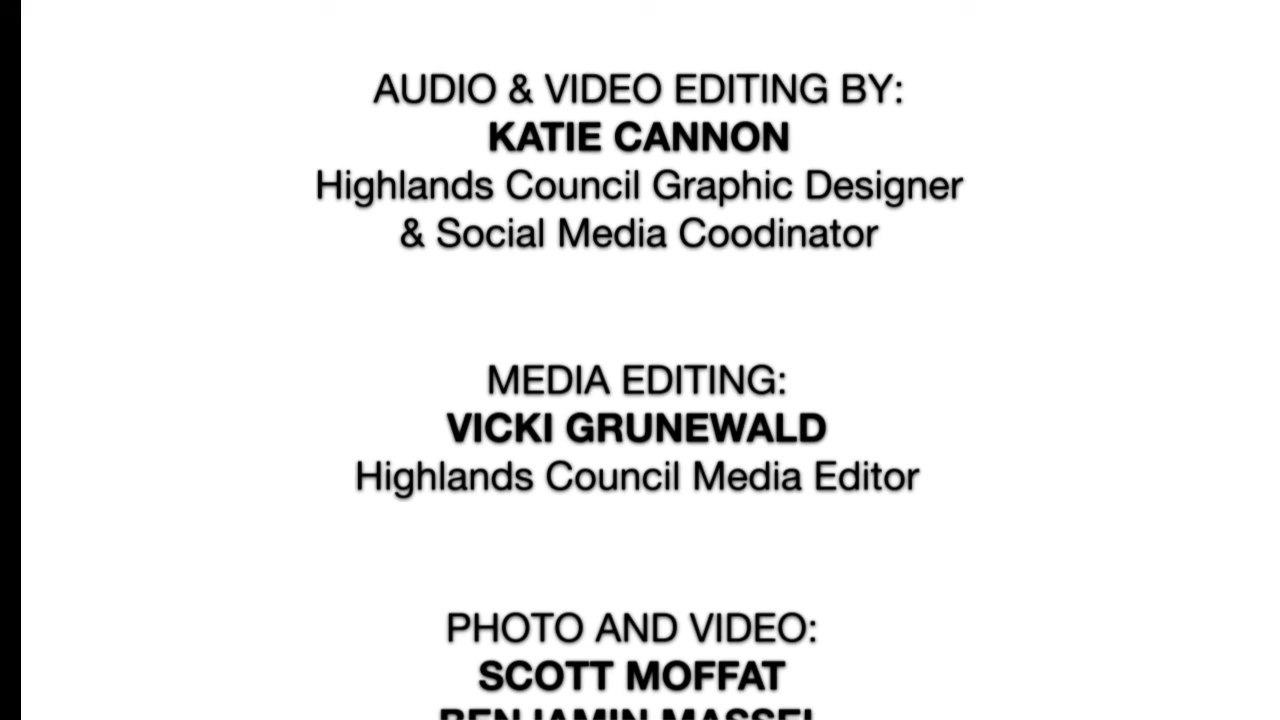 AUDIO & VIDEO EDITING BY:
KATIE CANNON
Highlands Council Graphic Designer
& Social Media Coodinator
MEDIA EDITING:
VICKI GRUNEWALD
Highlands Council Media Editor
PHOTO AND VIDEO:
SCOTT MOFFAT
BENJAMIN